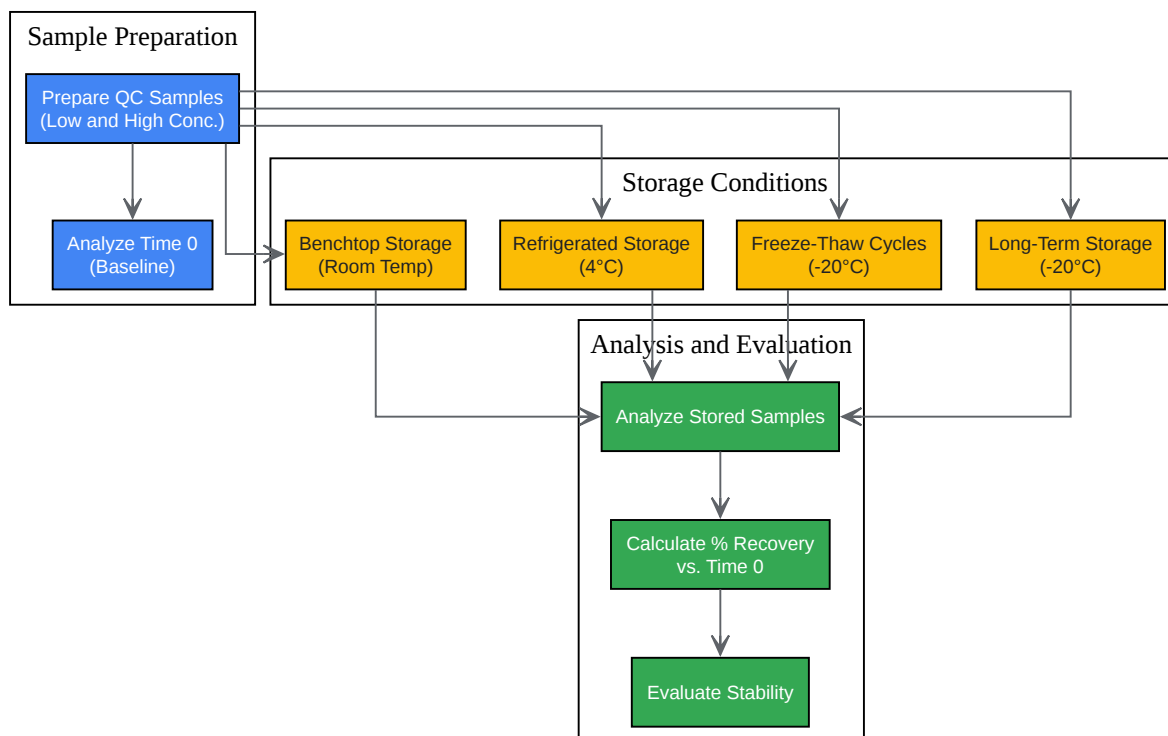 Sample Preparation
Prepare QC Samples
(Low and High Conc.)
Analyze Time 0
(Baseline)
Storage Conditions
Benchtop Storage
(Room Temp)
Refrigerated Storage
(4°C)
Freeze-Thaw Cycles
(-20°C)
Long-Term Storage
(-20°C)
Analysis and Evaluation
Analyze Stored Samples
Calculate % Recovery
vs. Time 0
Evaluate Stability